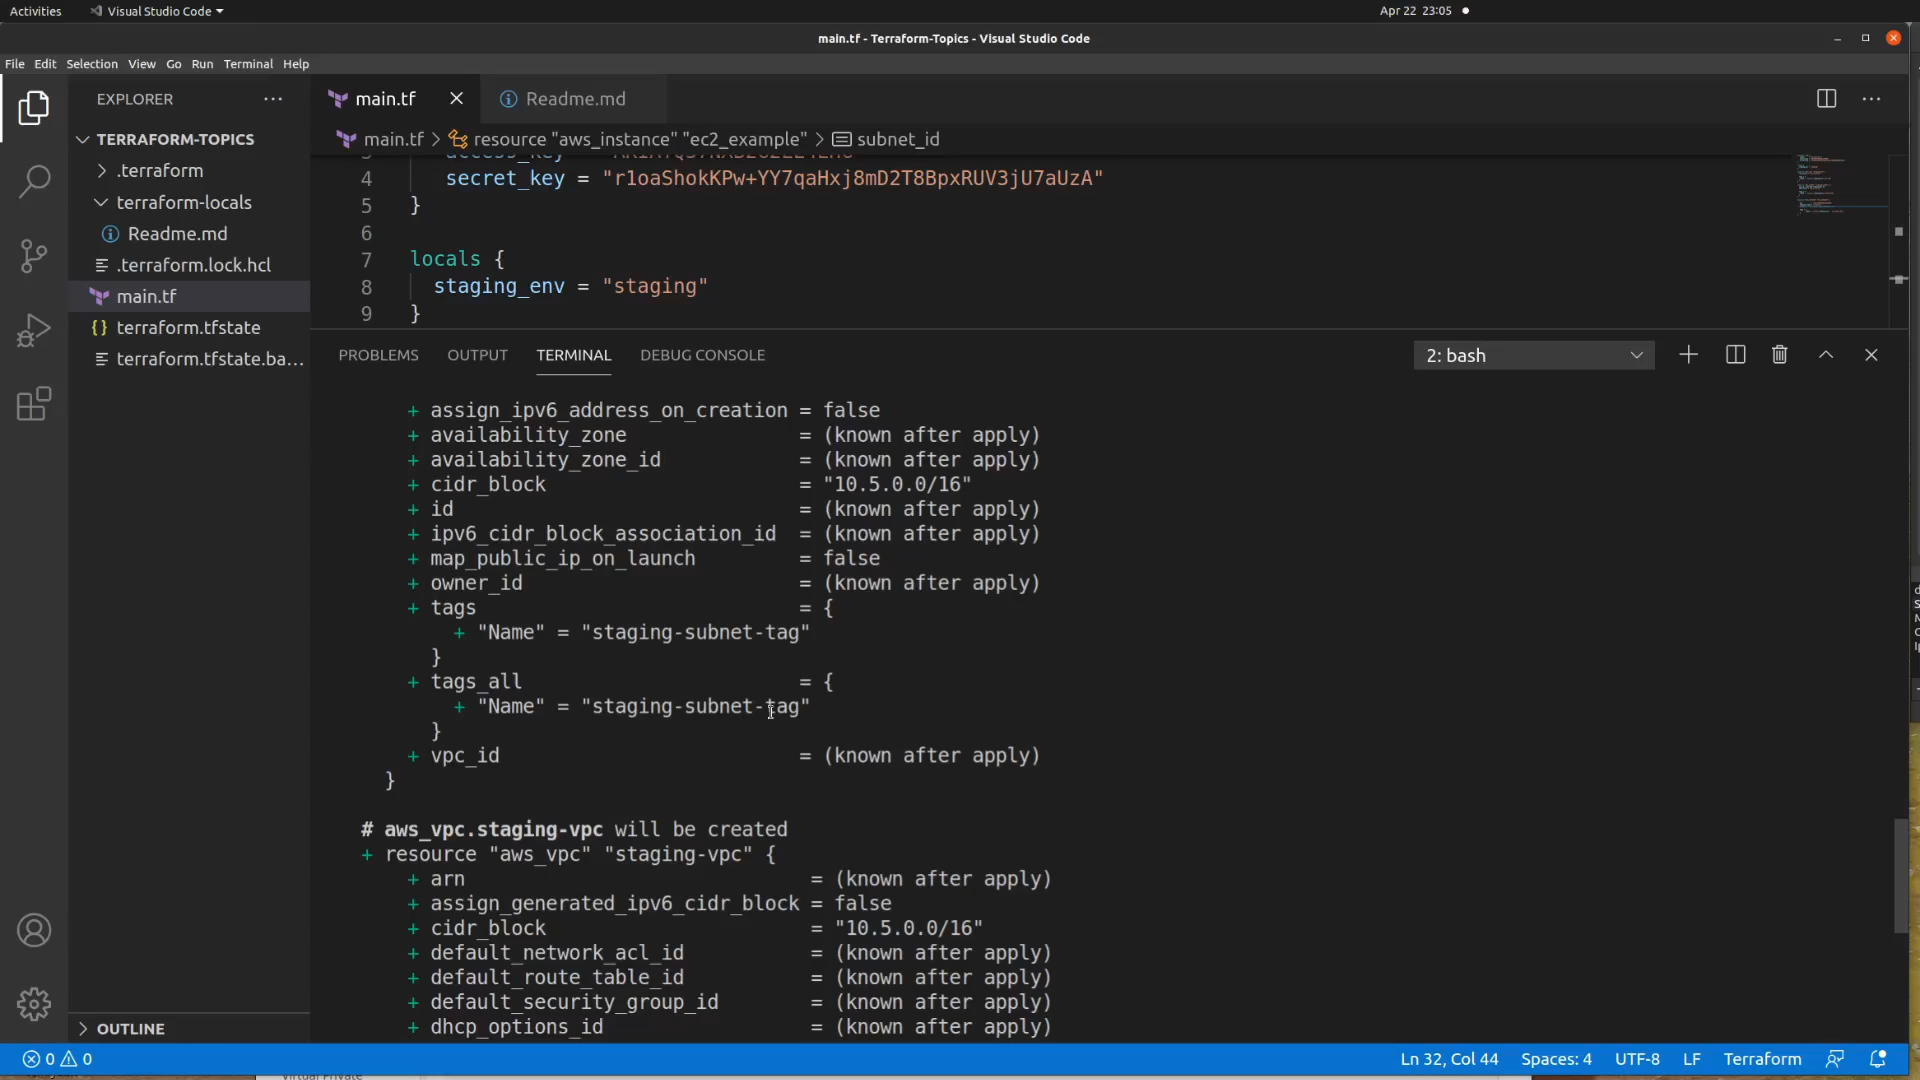 Activities
Visual Studio Code
Apr 22 23:05
main.tf - Terraform-Topics - Visual Studio Code
File Edit Selection View Go Run Terminal Help
EXPLORER
main.tf
Readme.md
TERRAFORM-TOPICS
.terraform
terraform-locals
Readme.md
.terraform.lock.hcl
main.tf
terraform.tfstate
terraform.tfstate.ba...
OUTLINE
main.tf > resource "aws_instance" "ec2_example" > subnet_id
4 secret_key = "r1oaShokKPw+YY7qaHxj8mD2T8BpxRUV3jU7aUzA"
5 }
6
7 locals {
8 staging_env = "staging"
9 }
PROBLEMS OUTPUT TERMINAL DEBUG CONSOLE
2: bash
+ assign_ipv6_address_on_creation = false
+ availability_zone = (known after apply)
+ availability_zone_id = (known after apply)
+ cidr_block = "10.5.0.0/16"
+ id = (known after apply)
+ ipv6_cidr_block_association_id = (known after apply)
+ map_public_ip_on_launch = false
+ owner_id = (known after apply)
+ tags = {
+ "Name" = "staging-subnet-tag"
}
+ tags_all = {
+ "Name" = "staging-subnet-tag"
}
+ vpc_id = (known after apply)
}
# aws_vpc.staging-vpc will be created
+ resource "aws_vpc" "staging-vpc" {
+ arn = (known after apply)
+ assign_generated_ipv6_cidr_block = false
+ cidr_block = "10.5.0.0/16"
+ default_network_acl_id = (known after apply)
+ default_route_table_id = (known after apply)
+ default_security_group_id = (known after apply)
+ dhcp_options_id = (known after apply)
0 0
Ln 32, Col 44 Spaces: 4 UTF-8 LF Terraform